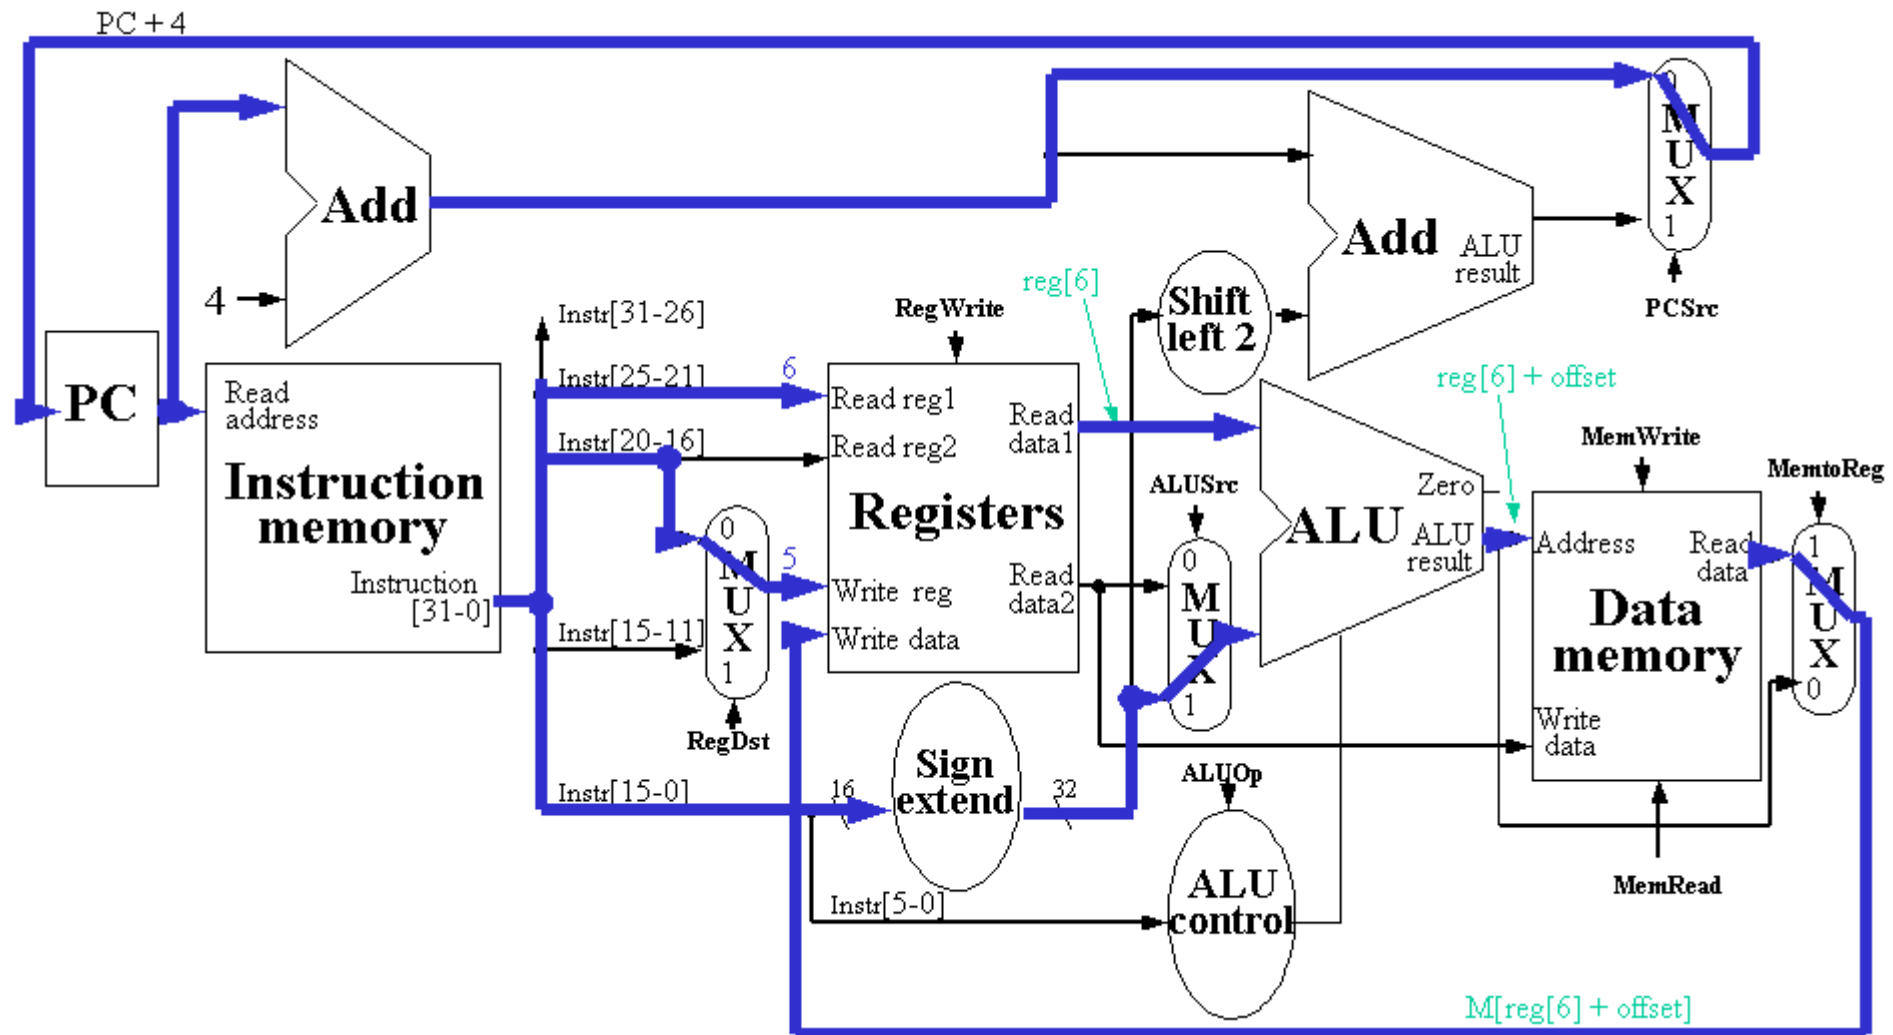 PC + 4
0
M
U
X
1
PCSrc
Add
4
Add
ALU
result
Shift
left 2
reg[6]
PC
Read
address
Instruction
memory
Instruction
[31-0]
Instr[31-26]
Instr[25-21]
6
Instr[20-16]
Instr[15-11]
Instr[15-0]
Instr[5-0]
0
M
U
X
1
RegDst
5
RegWrite
Read reg1
Read reg2
Read
data1
Registers
Write reg
Write data
Read
data2
16
Sign
extend
32
ALUSrc
0
M
U
X
1
ALUOp
ALU
control
Zero
ALU
ALU
result
reg[6] + offset
MemWrite
Address
Read
data
Data
memory
Write
data
MemRead
MemtoReg
1
M
U
X
0
M[reg[6] + offset]